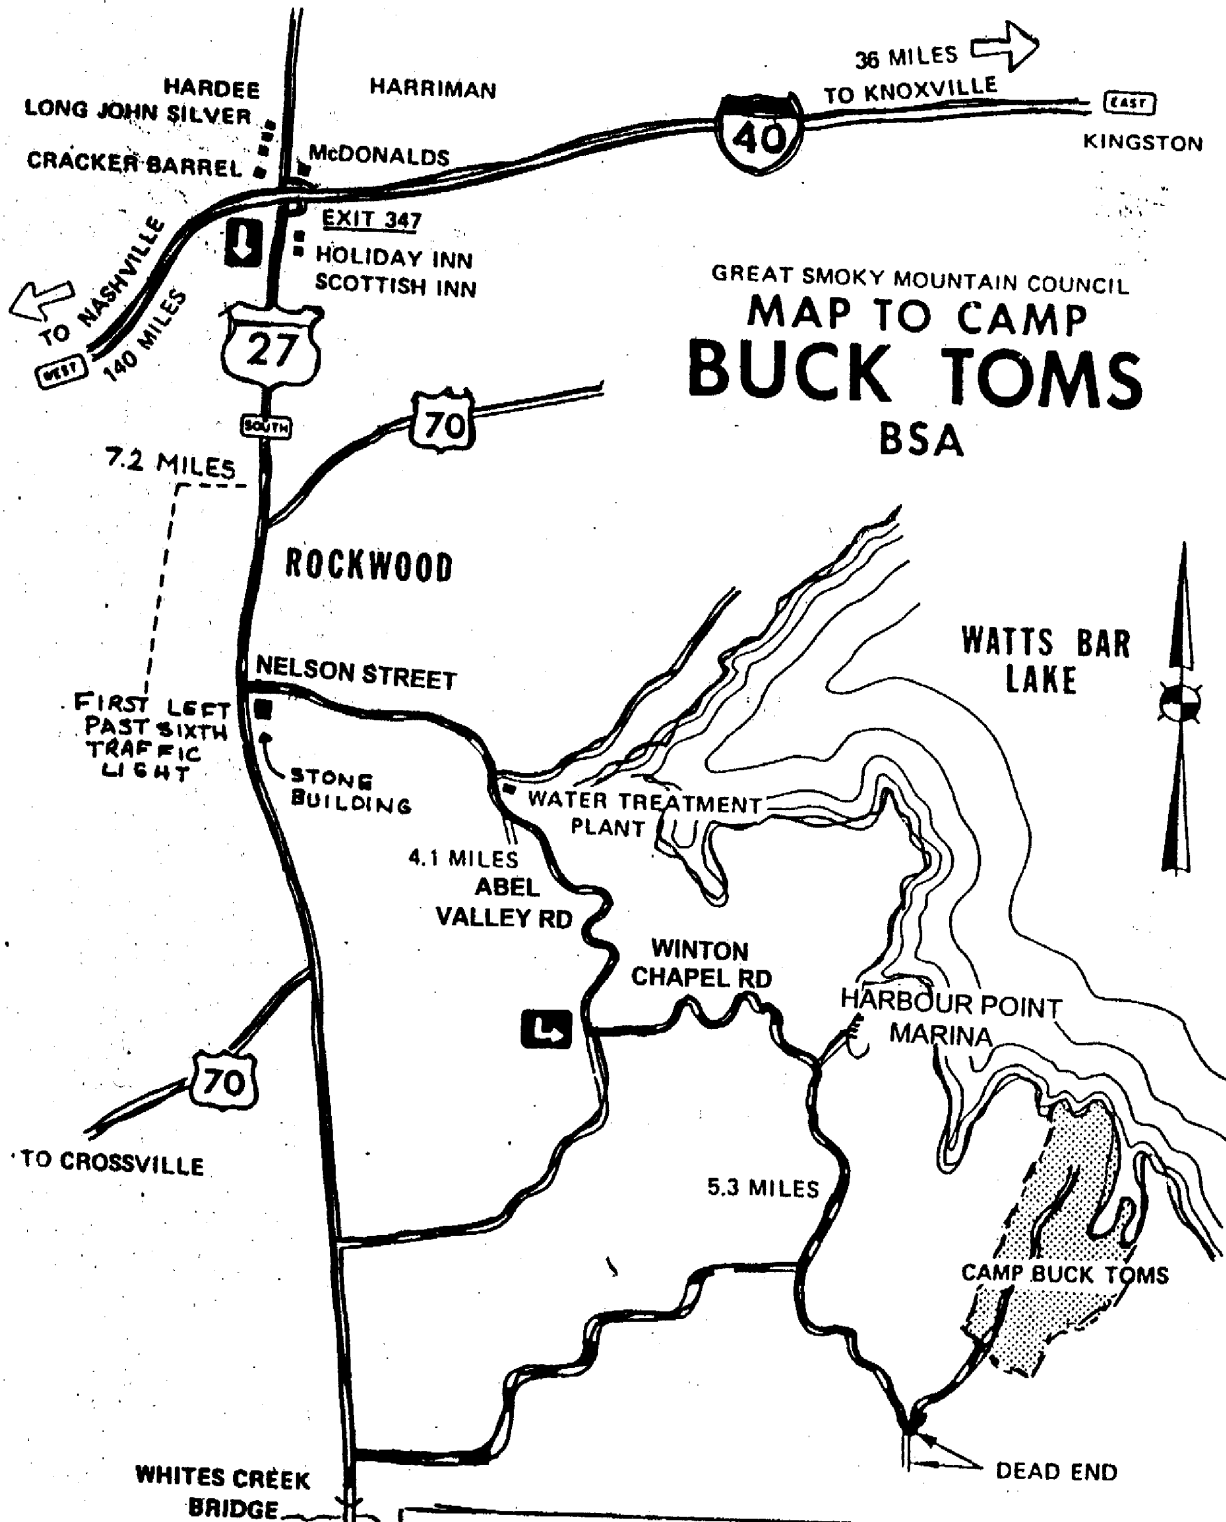 36 MILES
TO KNOXVILLE
EAST
KINGSTON
40
HARDEE
LONG JOHN SILVER
CRACKER BARREL
HARRIMAN
McDONALDS
EXIT 347
HOLIDAY INN
SCOTTISH INN
TO NASHVILLE
140 MILES
WEST
GREAT SMOKY MOUNTAIN COUNCIL
MAP TO CAMP
BUCK TOMS
BSA
27
SOUTH
70
7.2 MILES
ROCKWOOD
WATTS BAR
LAKE
NELSON STREET
FIRST LEFT
PAST SIXTH
TRAFFIC
LIGHT
STONE
BUILDING
WATER TREATMENT
PLANT
4.1 MILES
ABEL
VALLEY RD
WINTON
CHAPEL RD
HARBOUR POINT
MARINA
70
TO CROSSVILLE
5.3 MILES
CAMP BUCK TOMS
DEAD END
WHITES CREEK
BRIDGE